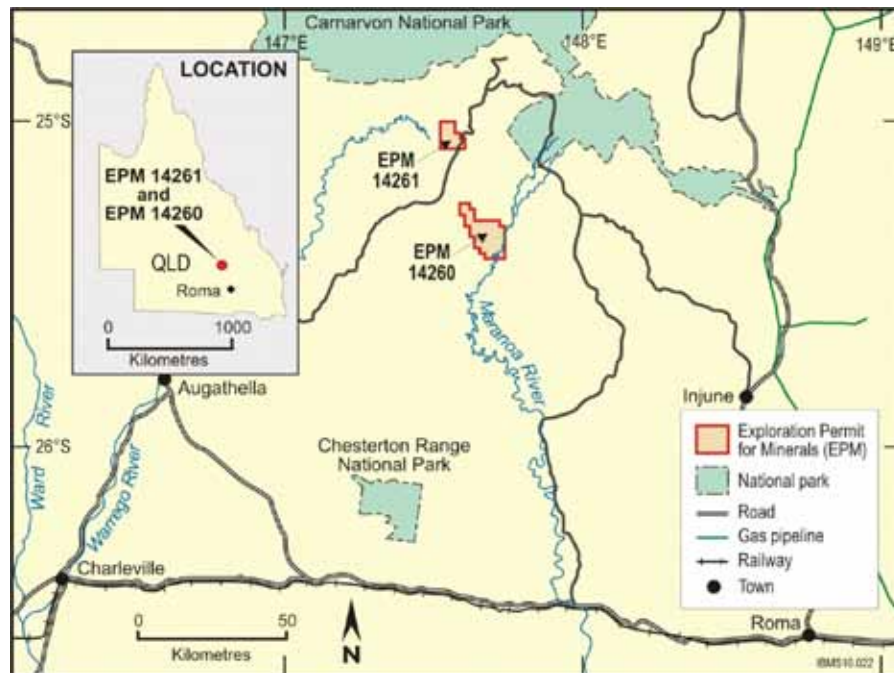 Carnarvon National Park
147°E
148°E
149°E
LOCATION
EPM 14261
and
EPM 14260
QLD
Roma
0
1000
Kilometres
25°S
EPM
14261
EPM
14260
Maranoa River
Augathella
Injune
26°S
Ward River
Warrego River
Chesterton Range
National Park
Charleville
Exploration Permit
for Minerals (EPM)
National park
Road
Gas pipeline
Railway
Town
0
50
Kilometres
N
Roma
IBMS10.022